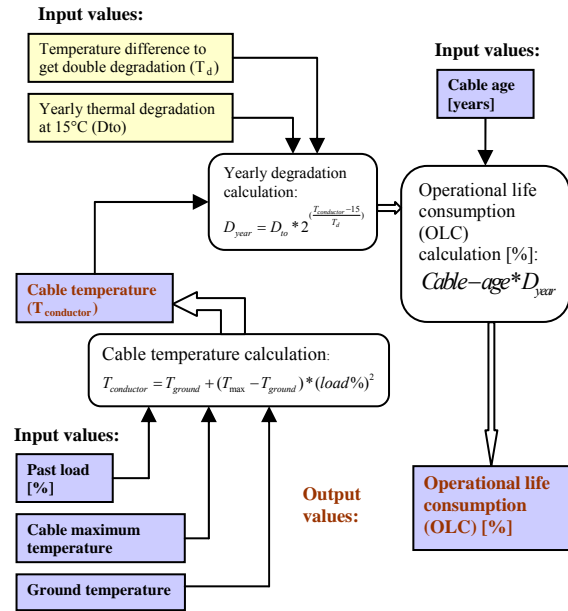 Input values:
Temperature difference to
get double degradation (T_d)
Yearly thermal degradation
at 15°C (Dto)
Input values:
Cable age
[years]
Yearly degradation
calculation:
D_year = D_to * 2^((T_conductor − 15)/T_d)
Operational life
consumption
(OLC)
calculation [%]:
Cable−age*D_year
Cable temperature
(T_conductor)
Cable temperature calculation:
T_conductor = T_ground + (T_max − T_ground) * (load%)^2
Input values:
Past load
[%]
Cable maximum
temperature
Ground temperature
Output
values:
Operational life
consumption
(OLC) [%]